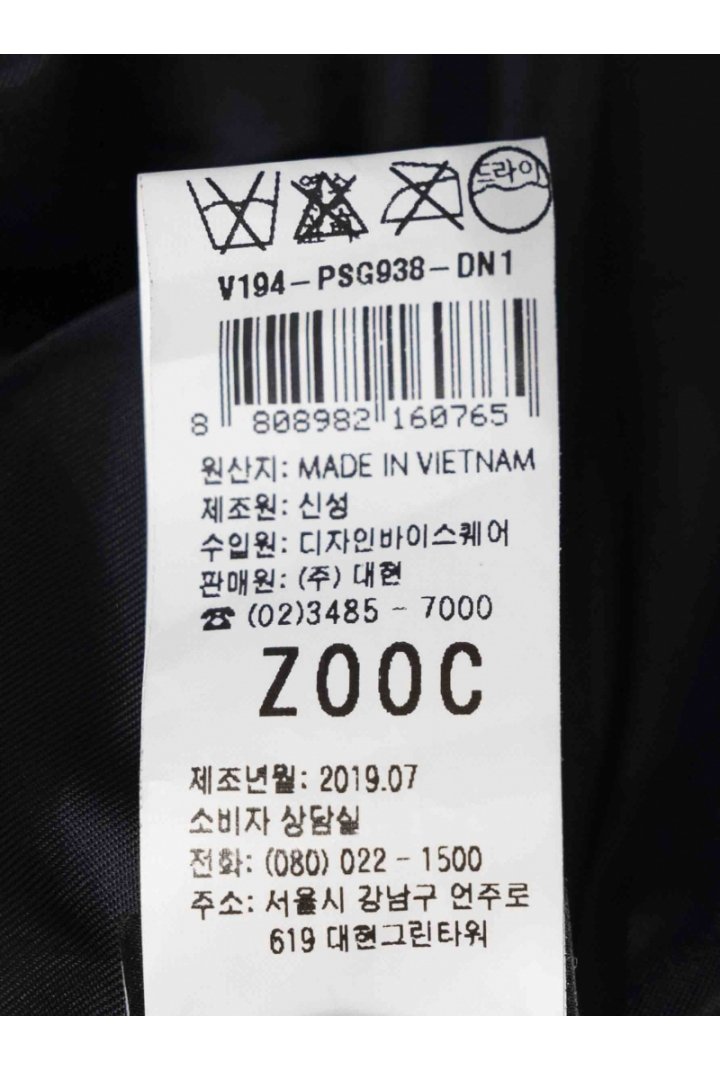 드라이
V194-PSG938-DN1
8 808982 160765
원산지: MADE IN VIETNAM
제조원: 신성
수입원: 디자인바이스퀘어
판매원: (주) 대현
☎ (02)3485 - 7000
ZOOC
제조년월: 2019.07
소비자 상담실
전화: (080) 022 - 1500
주소: 서울시 강남구 언주로
619 대현그린타워